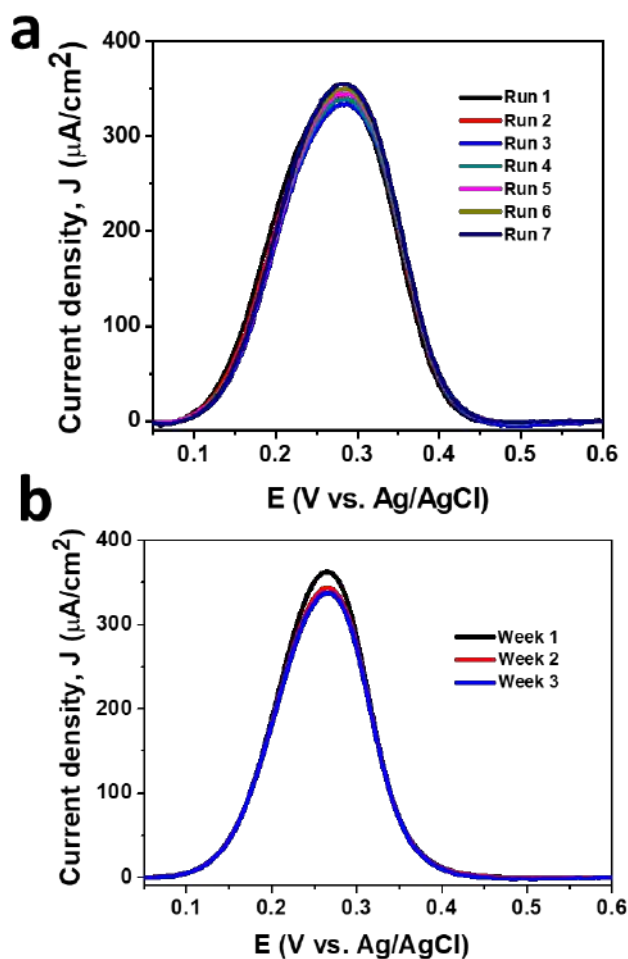 a
400
300
200
100
0
Current density, J (μA/cm²)
Run 1
Run 2
Run 3
Run 4
Run 5
Run 6
Run 7
0.1 0.2 0.3 0.4 0.5 0.6
E (V vs. Ag/AgCl)
b
400
300
200
100
0
Current density, J (μA/cm²)
Week 1
Week 2
Week 3
0.1 0.2 0.3 0.4 0.5 0.6
E (V vs. Ag/AgCl)